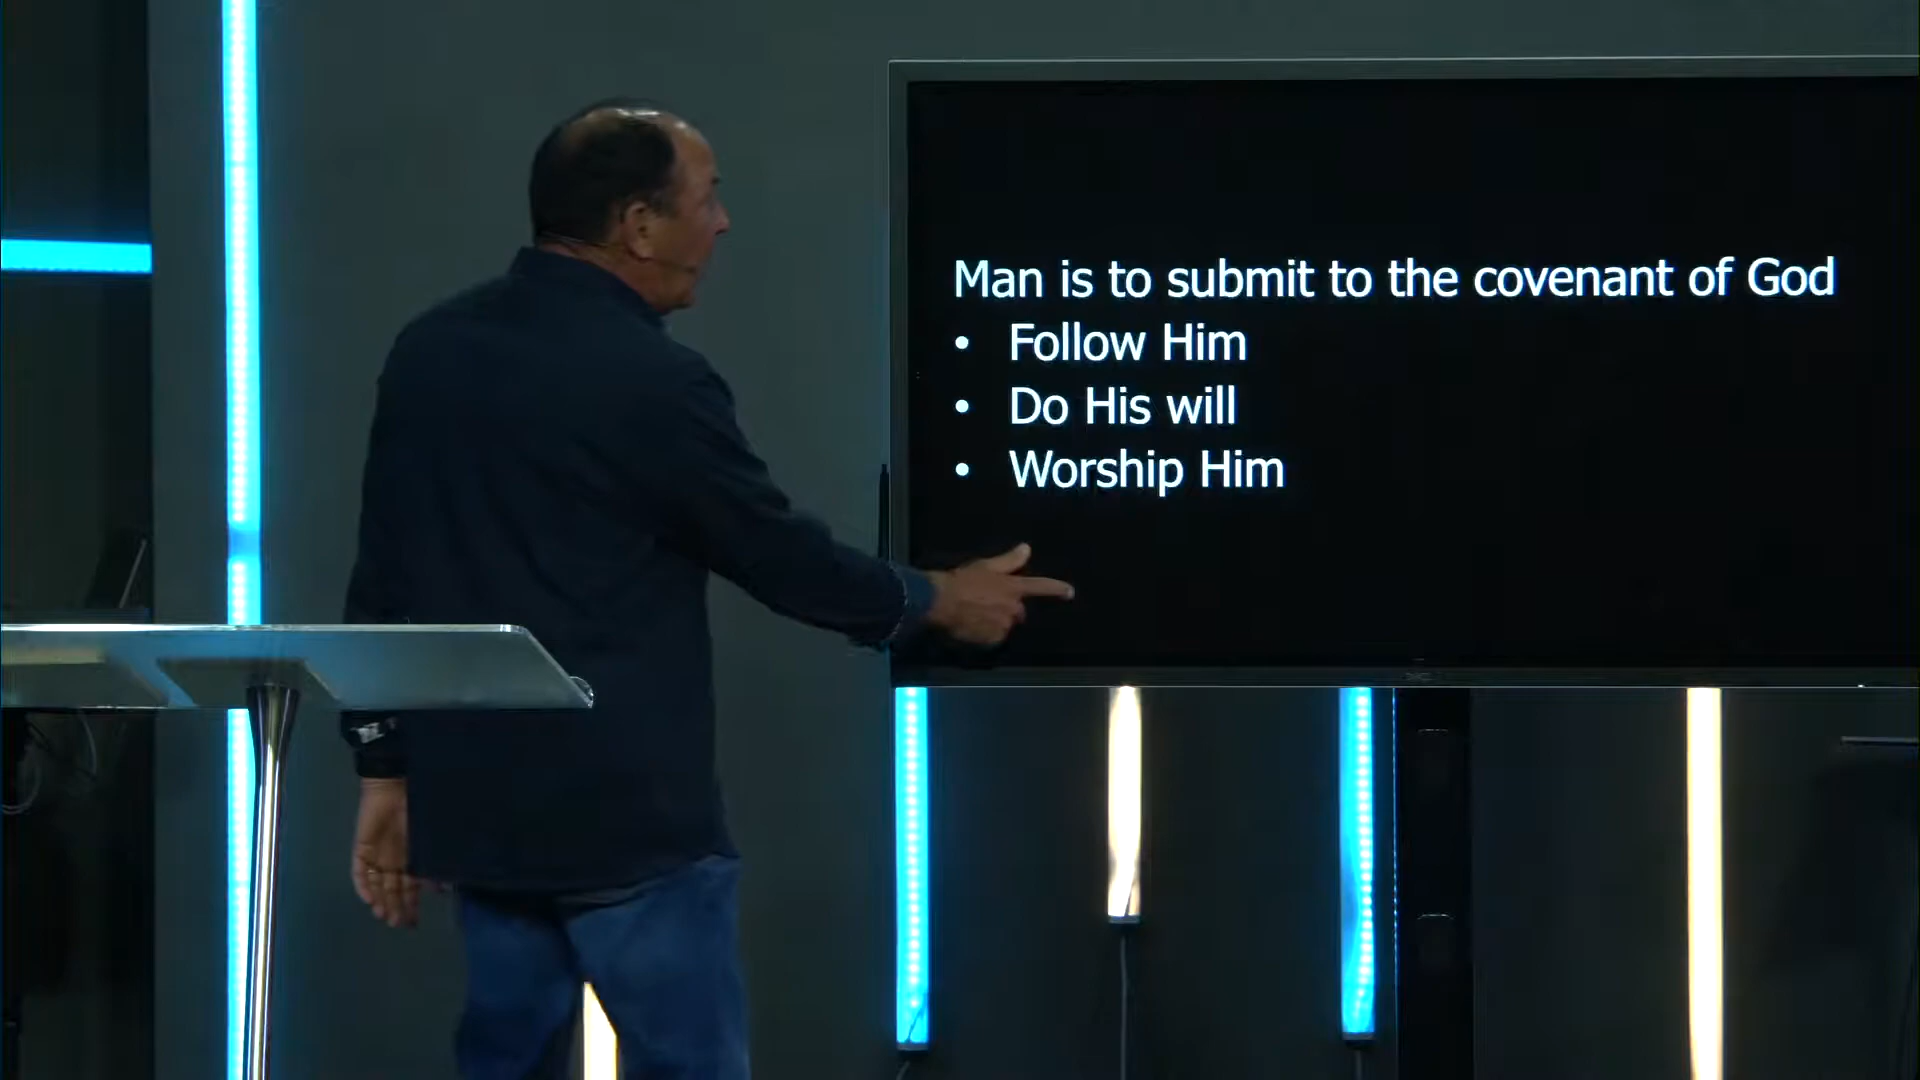 Man is to submit to the covenant of God
• Follow Him
• Do His will
• Worship Him